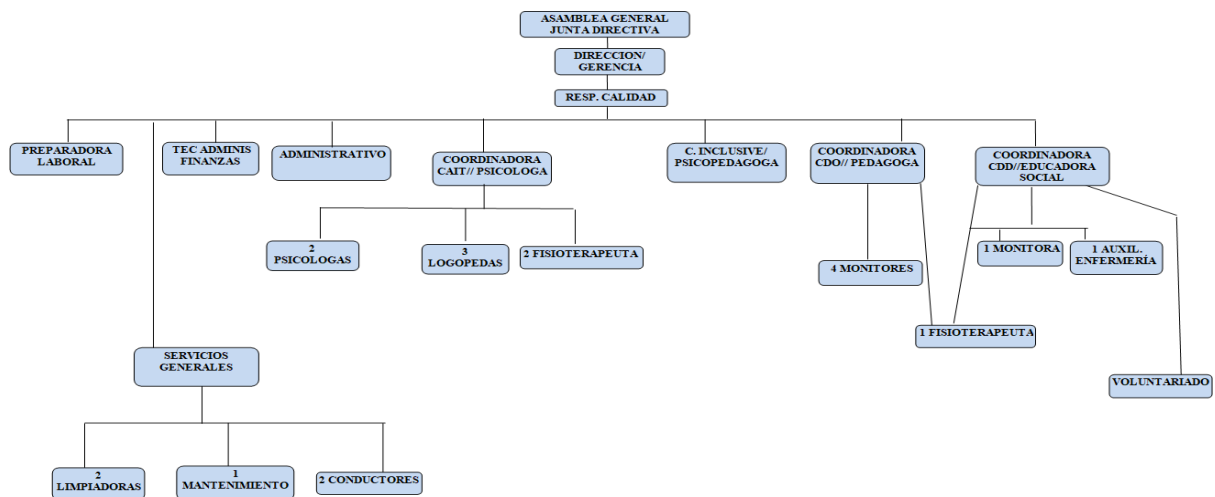 ASAMBLEA GENERAL
JUNTA DIRECTIVA
DIRECCION/
GERENCIA
RESP. CALIDAD
PREPARADORA
LABORAL
TEC ADMINIS
FINANZAS
ADMINISTRATIVO
COORDINADORA
CAIT// PSICOLOGA
C. INCLUSIVE/
PSICOPEDAGOGA
COORDINADORA
CDO// PEDAGOGA
COORDINADORA
CDD//EDUCADORA
SOCIAL
2
PSICOLOGAS
3
LOGOPEDAS
2 FISIOTERAPEUTA
4 MONITORES
1 MONITORA
1 AUXIL.
ENFERMERÍA
1 FISIOTERAPEUTA
VOLUNTARIADO
SERVICIOS
GENERALES
2
LIMPIADORAS
1
MANTENIMIENTO
2 CONDUCTORES